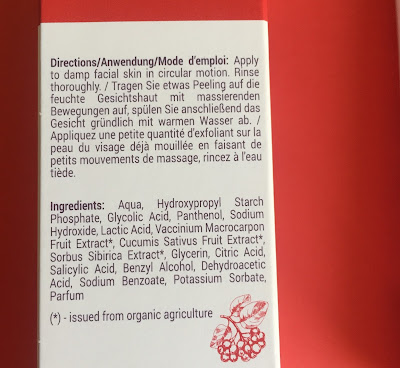 Directions/Anwendung/Mode d'emploi: Apply
to damp facial skin in circular motion. Rinse
thoroughly. / Tragen Sie etwas Peeling auf die
feuchte Gesichtshaut mit massierenden
Bewegungen auf, spülen Sie anschließend das
Gesicht gründlich mit warmen Wasser ab. /
Appliquez une petite quantité d'exfoliant sur la
peau du visage déjà mouillée en faisant de
petits mouvements de massage, rincez à l'eau
tiède.
Ingredients: Aqua, Hydroxypropyl Starch
Phosphate, Glycolic Acid, Panthenol, Sodium
Hydroxide, Lactic Acid, Vaccinium Macrocarpon
Fruit Extract*, Cucumis Sativus Fruit Extract*,
Sorbus Sibirica Extract*, Glycerin, Citric Acid,
Salicylic Acid, Benzyl Alcohol, Dehydroacetic
Acid, Sodium Benzoate, Potassium Sorbate,
Parfum
(*) - issued from organic agriculture